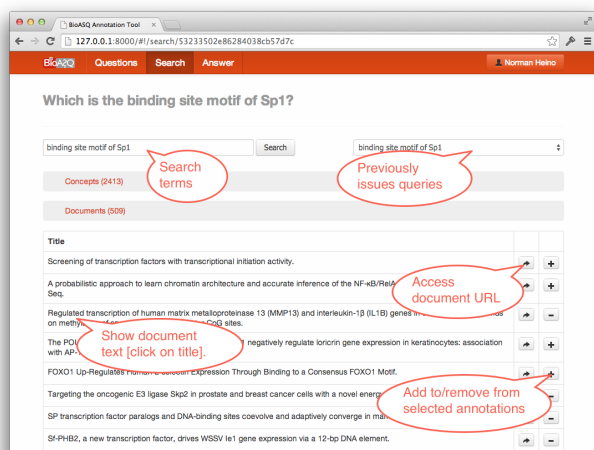 BioASQ Annotation Tool
127.0.0.1:8000/#!/search/53233502e86284038cb57d7c
BioASQ Questions Search Answer Norman Heino
Which is the binding site motif of Sp1?
binding site motif of Sp1 Search binding site motif of Sp1
Search
terms
Previously
issues queries
Concepts (2413)
Documents (509)
Title
Screening of transcription factors with transcriptional initiation activity.
A probabilistic approach to learn chromatin architecture and accurate inference of the NF-κB/RelA
Seq.
Access
document URL
Regulated transcription of human matrix metalloproteinase 13 (MMP13) and interleukin-1β (IL1B) genes
on methyl CpG sites.
Show document
text [click on title].
The negatively regulate loricrin gene expression in keratinocytes: association
with AP-
FOXO1 Up-Regulates Expression Through Binding to a Consensus FOXO1 Motif.
Add to/remove from
selected annotations
Targeting the oncogenic E3 ligase Skp2 in prostate and breast cancer cells with a novel energy
SP transcription factor paralogs and DNA-binding sites coevolve and adaptively converge in
Sf-PHB2, a new transcription factor, drives WSSV Ie1 gene expression via a 12-bp DNA element.